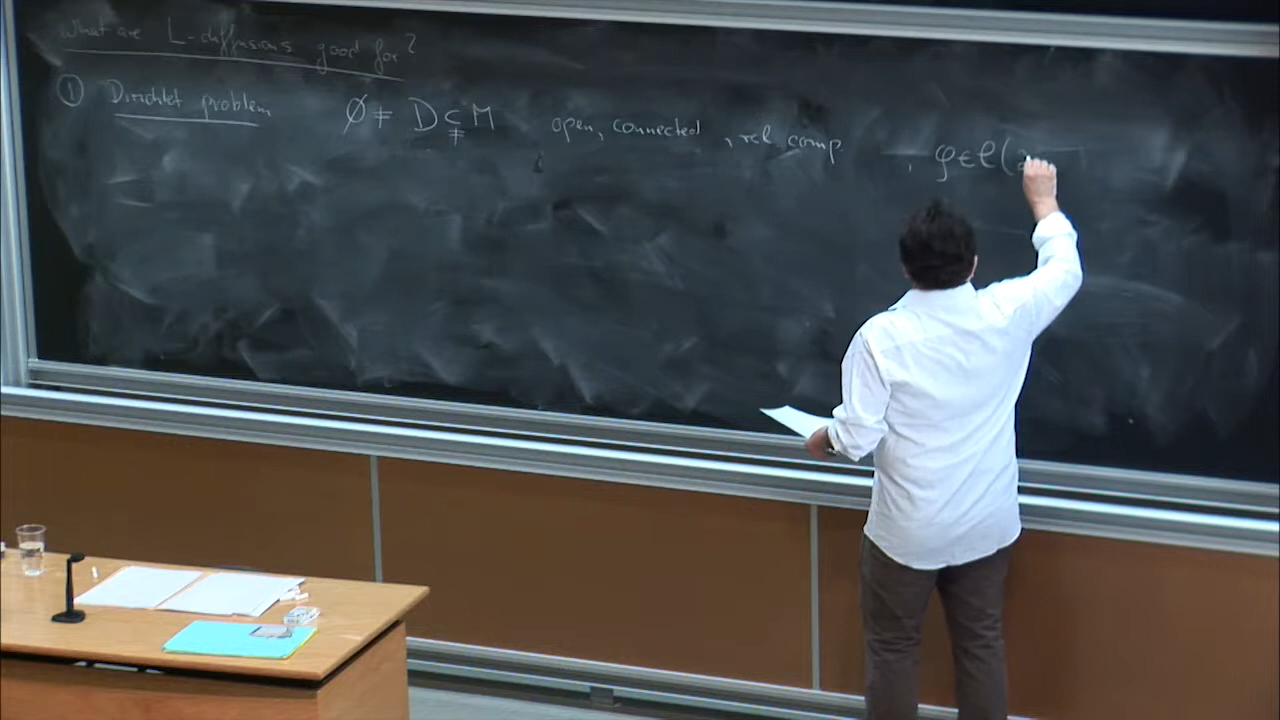 What are L-diffusions good for?
① Dirichlet problem ∅ ≠ D ⊊ M open, connected, rel. comp., φ ∈ C(∂